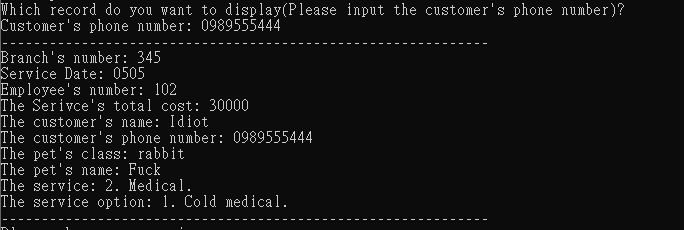 Which record do you want to display(Please input the customer's phone number)?
Customer's phone number: 0989555444
-------------------------------------------------------------
Branch's number: 345
Service Date: 0505
Employee's number: 102
The Serivce's total cost: 30000
The customer's name: Idiot
The customer's phone number: 0989555444
The pet's class: rabbit
The pet's name: Fuck
The service: 2. Medical.
The service option: 1. Cold medical.
-------------------------------------------------------------